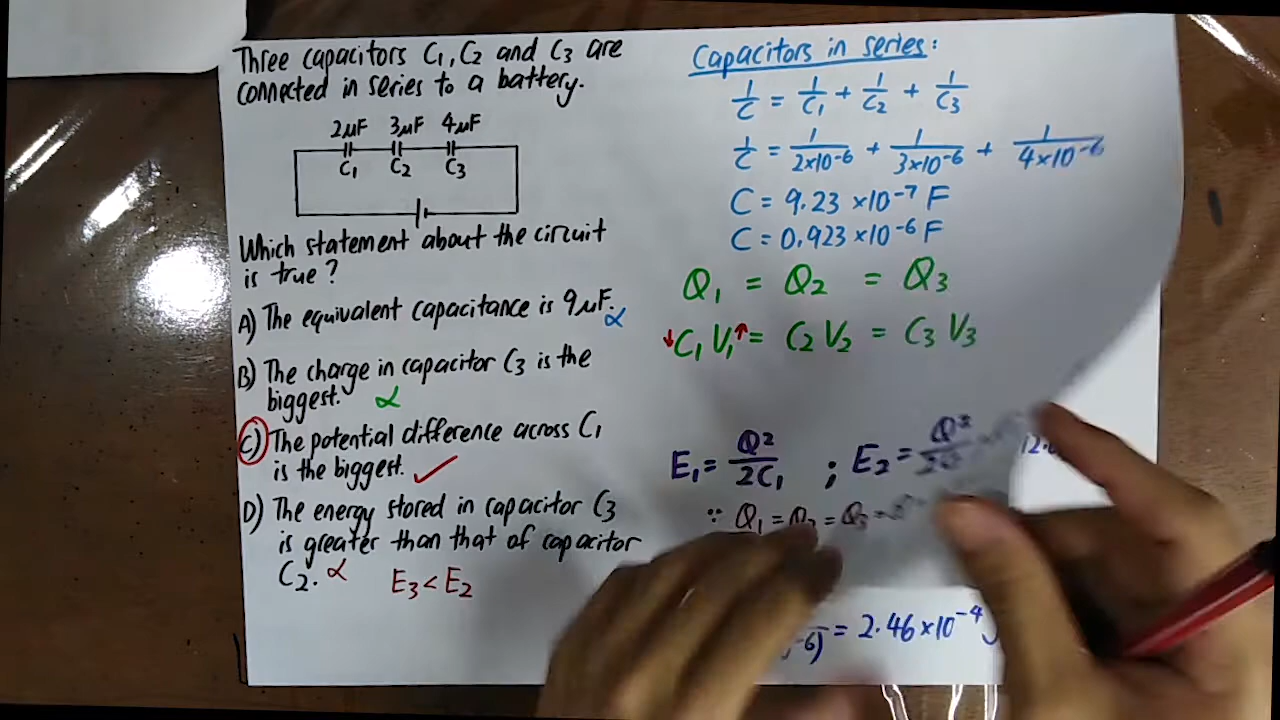 Three capacitors C1, C2 and C3 are
connected in series to a battery.
2μF 3μF 4μF
C1 C2 C3
Which statement about the circuit
is true?
A) The equivalent capacitance is 9μF. α
B) The charge in capacitor C3 is the
biggest. α
C) The potential difference across C1
is the biggest. ✓
D) The energy stored in capacitor C3
is greater than that of capacitor
C2. α E3 < E2
Capacitors in series:
1/C = 1/C1 + 1/C2 + 1/C3
1/C = 1/2×10^-6 + 1/3×10^-6 + 1/4×10^-6
C = 9.23 ×10^-7 F
C = 0.923 ×10^-6 F
Q1 = Q2 = Q3
↓C1 V1↑ = C2 V2 = C3 V3
E1 = Q²/2C1 ; E2 = Q²
∵ Q1 = Q2 = Q3 =
-6) = 2.46×10^-4 J